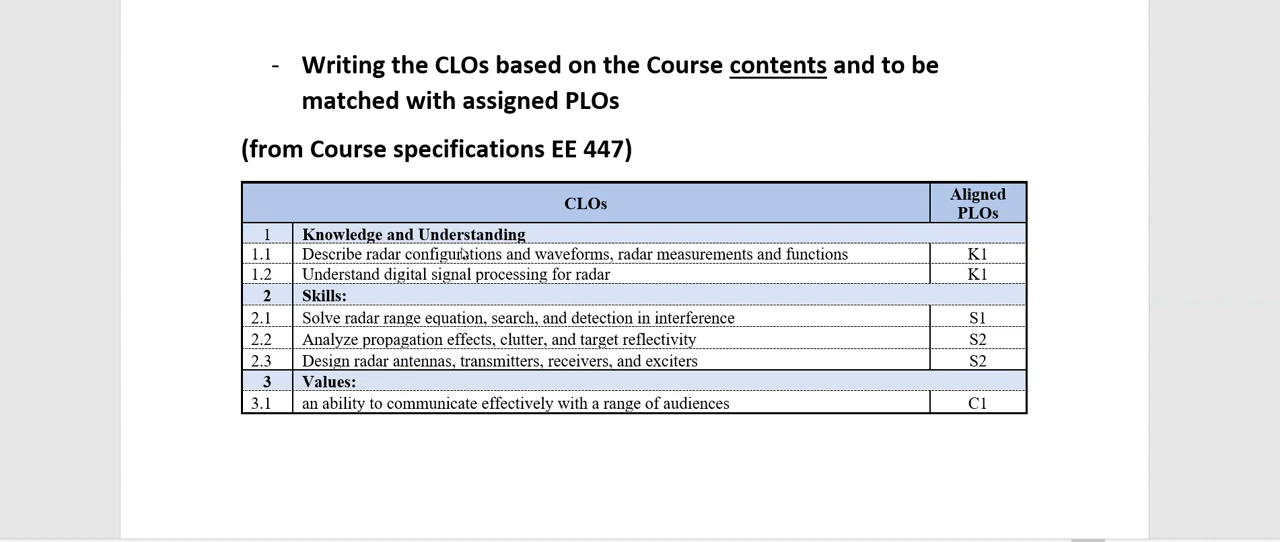 - Writing the CLOs based on the Course contents and to be
matched with assigned PLOs
(from Course specifications EE 447)
CLOs Aligned PLOs
1 Knowledge and Understanding
1.1 Describe radar configurations and waveforms, radar measurements and functions K1
1.2 Understand digital signal processing for radar K1
2 Skills:
2.1 Solve radar range equation, search, and detection in interference S1
2.2 Analyze propagation effects, clutter, and target reflectivity S2
2.3 Design radar antennas, transmitters, receivers, and exciters S2
3 Values:
3.1 an ability to communicate effectively with a range of audiences C1